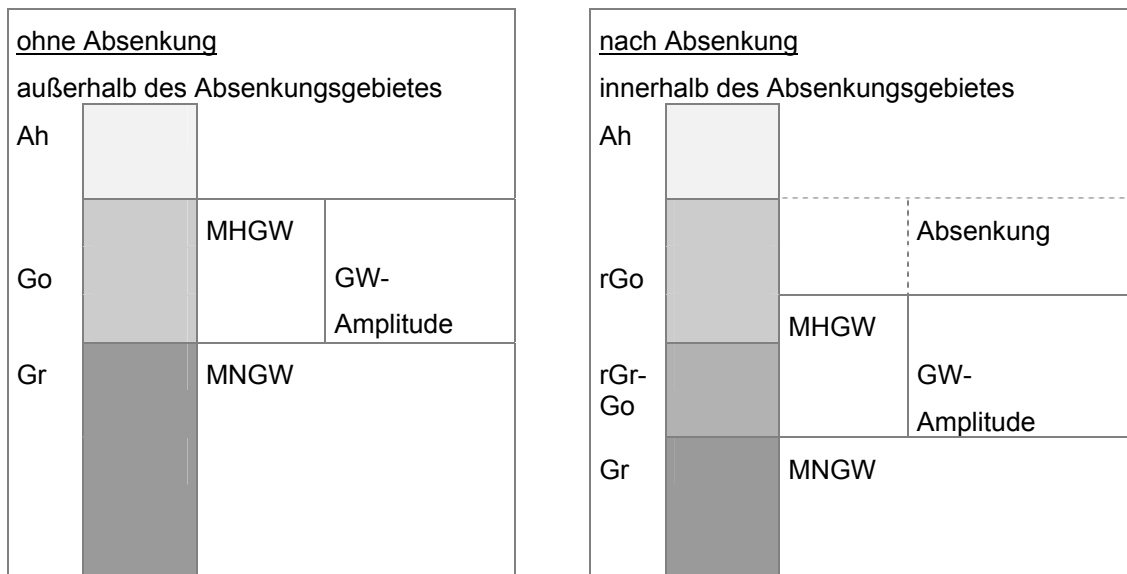 ohne Absenkung
außerhalb des Absenkungsgebietes
Ah
MHGW
Go
GW-
Amplitude
Gr
MNGW
nach Absenkung
innerhalb des Absenkungsgebietes
Ah
Absenkung
rGo
MHGW
rGr-
Go
GW-
Amplitude
Gr
MNGW